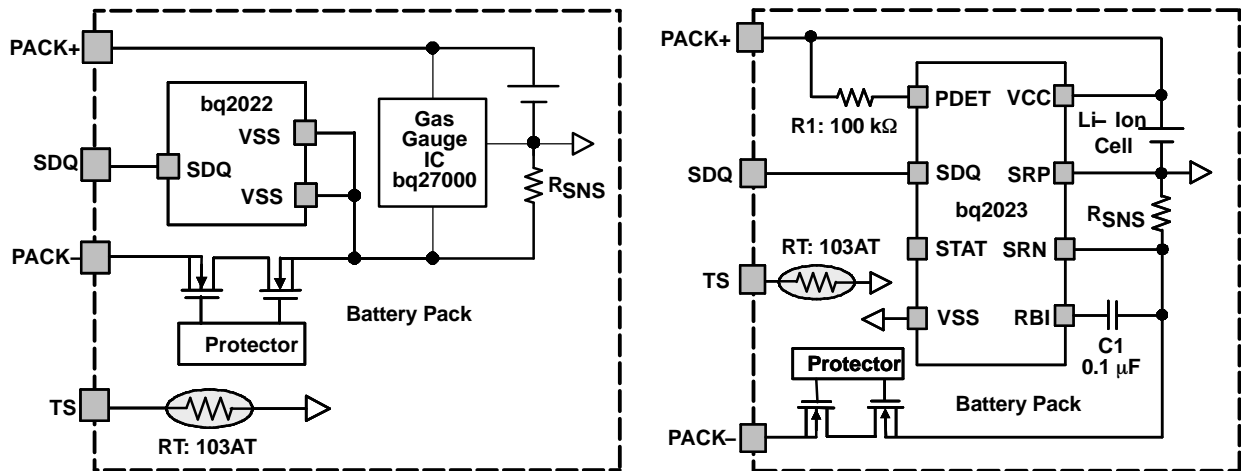 PACK+
bq2022
VSS
SDQ
SDQ
VSS
Gas
Gauge
IC
bq27000
RSNS
PACK–
Battery Pack
Protector
TS
RT: 103AT
PACK+
PDET
VCC
R1: 100 kΩ
Li– Ion
Cell
SDQ
SDQ
SRP
bq2023
RSNS
RT: 103AT
STAT
SRN
TS
VSS
RBI
C1
0.1 µF
Protector
Battery Pack
PACK–